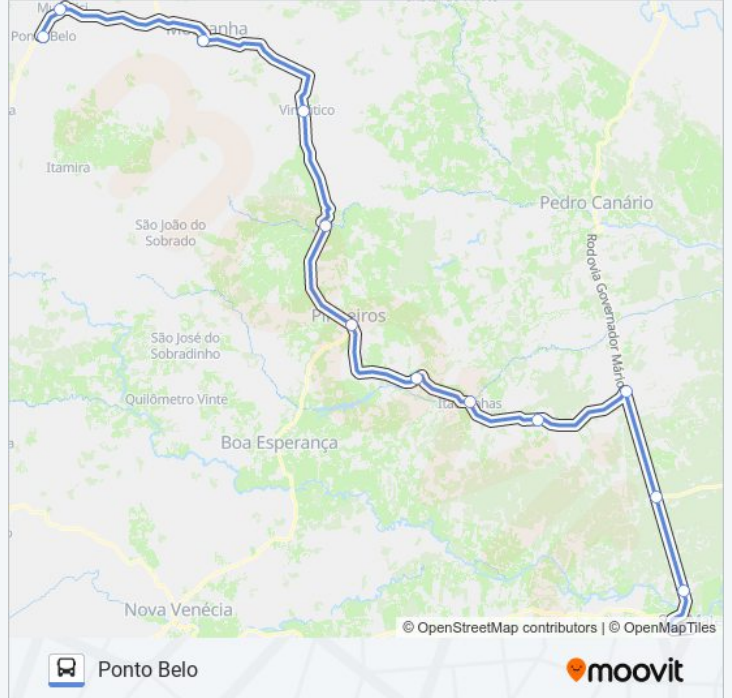 Ponto Belo
Vinhático
Itamira
Pedro Canário
São João do
Sobrado
Rodovia Governador Mário
Pinheiros
São José do
Sobradinho
Quilômetro Vinte
Boa Esperança
Nova Venécia
© OpenStreetMap contributors | © OpenMapTiles
Ponto Belo
moovit